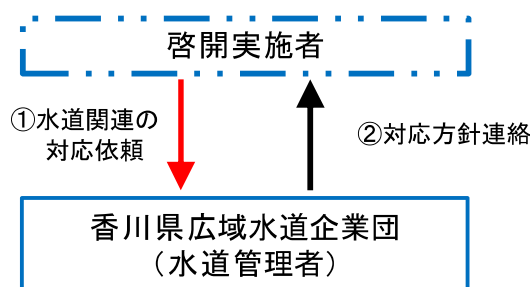 啓開実施者
①水道関連の
対応依頼
②対応方針連絡
香川県広域水道企業団
（水道管理者）